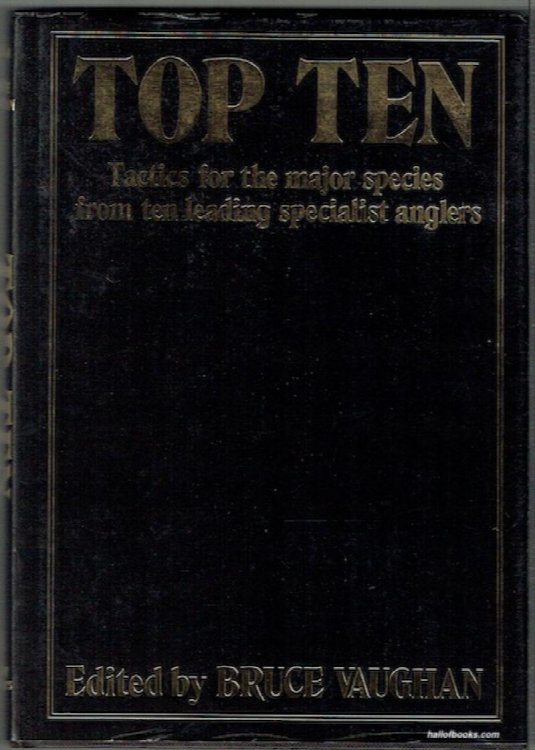 TOP TEN
Tactics for the major species
from ten leading specialist anglers
Edited by BRUCE VAUGHAN
hallofbooks.com